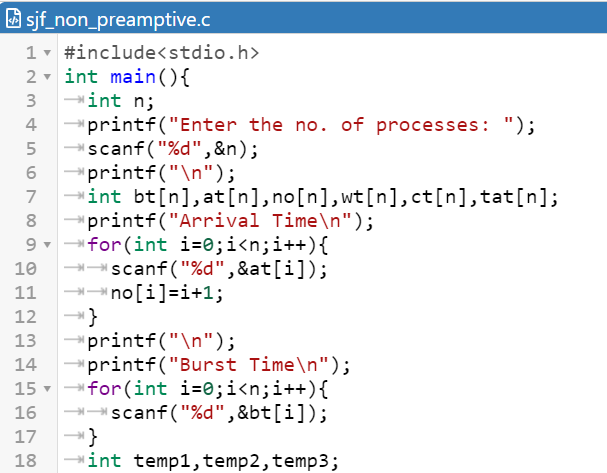 sjf_non_preamptive.c
1 #include<stdio.h>
2 int main(){
3 int n;
4 printf("Enter the no. of processes: ");
5 scanf("%d",&n);
6 printf("\n");
7 int bt[n],at[n],no[n],wt[n],ct[n],tat[n];
8 printf("Arrival Time\n");
9 for(int i=0;i<n;i++){
10 scanf("%d",&at[i]);
11 no[i]=i+1;
12 }
13 printf("\n");
14 printf("Burst Time\n");
15 for(int i=0;i<n;i++){
16 scanf("%d",&bt[i]);
17 }
18 int temp1,temp2,temp3;